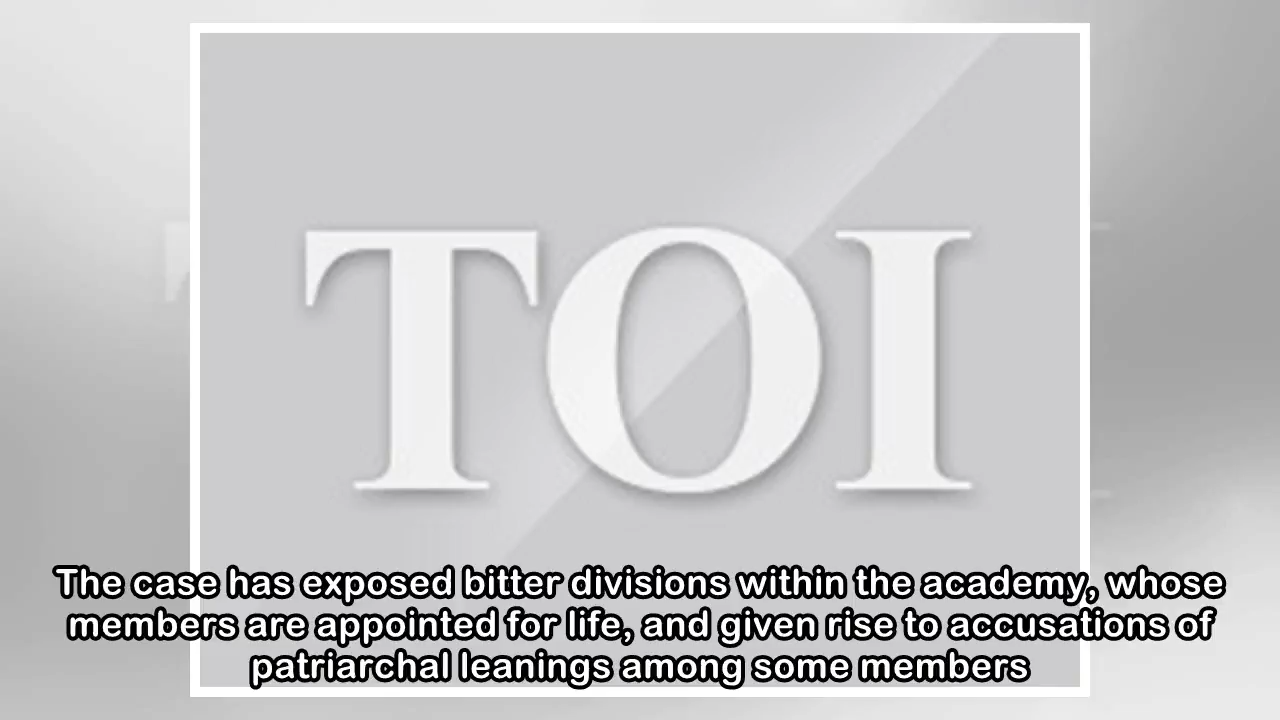 TOI
The case has exposed bitter divisions within the academy, whose
members are appointed for life, and given rise to accusations of
patriarchal leanings among some members